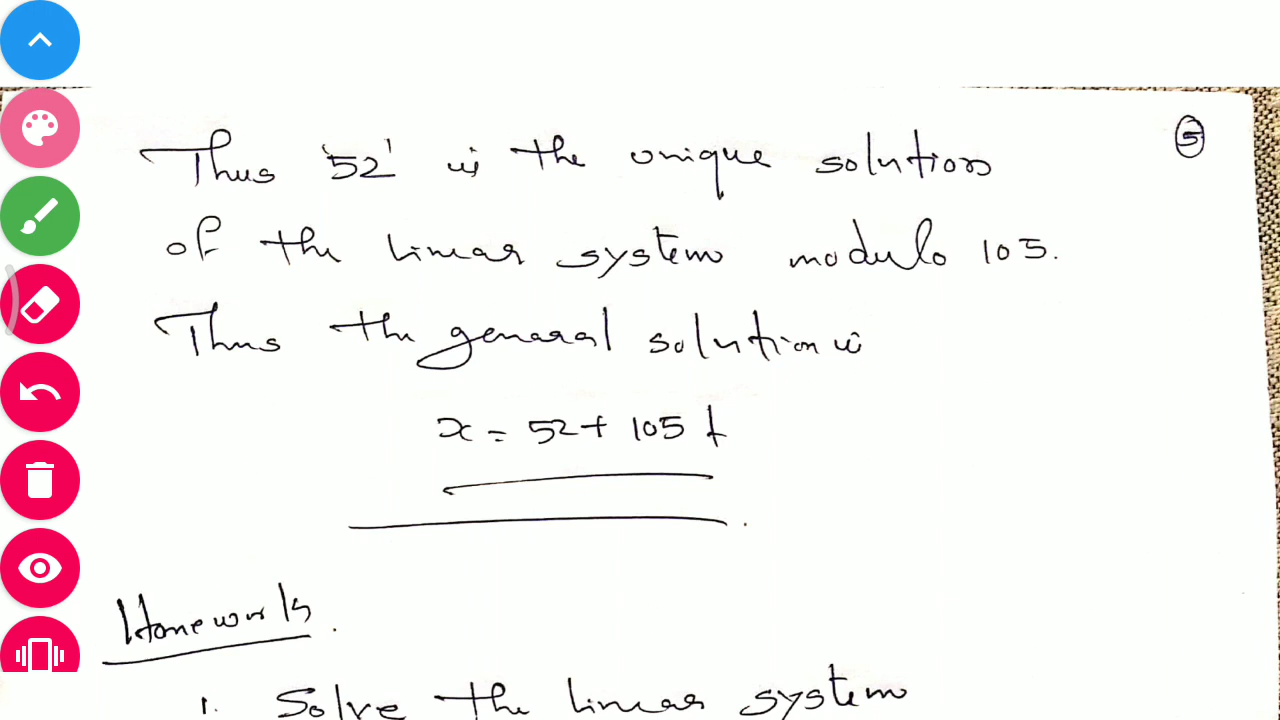 5
Thus '52' is the unique solution
of the linear system modulo 105.
Thus the general solution is
x = 52 + 105 t
Homework.
1. Solve the linear system